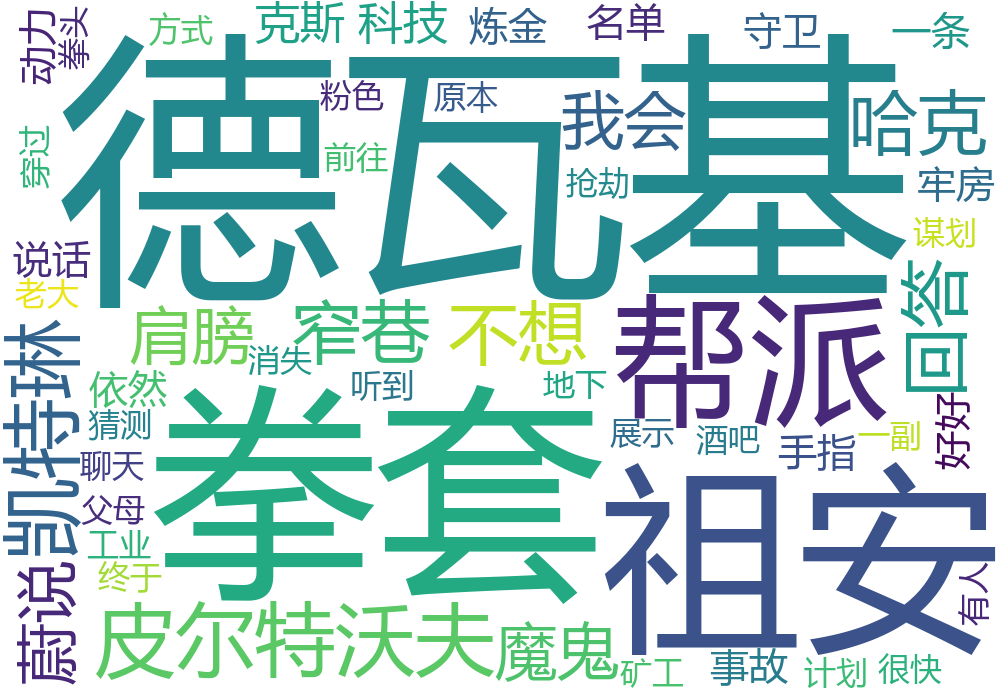 动力
拳头
方式
克斯 科技
炼金
名单
守卫
一条
德瓦基
粉色
原本
我会
哈克
穿过
前往
抢劫
牢房
谋划
说话
老大
肩膀
窄巷
不想
帮派
回答
凯特琳
消失
依然
听到
地下
猜测
拳套
展示
酒吧
手指
一副
好好
聊天
父母
祖安
工业
终于
蔚说
有人
皮尔特沃夫
魔鬼
矿工
事故
计划
很快